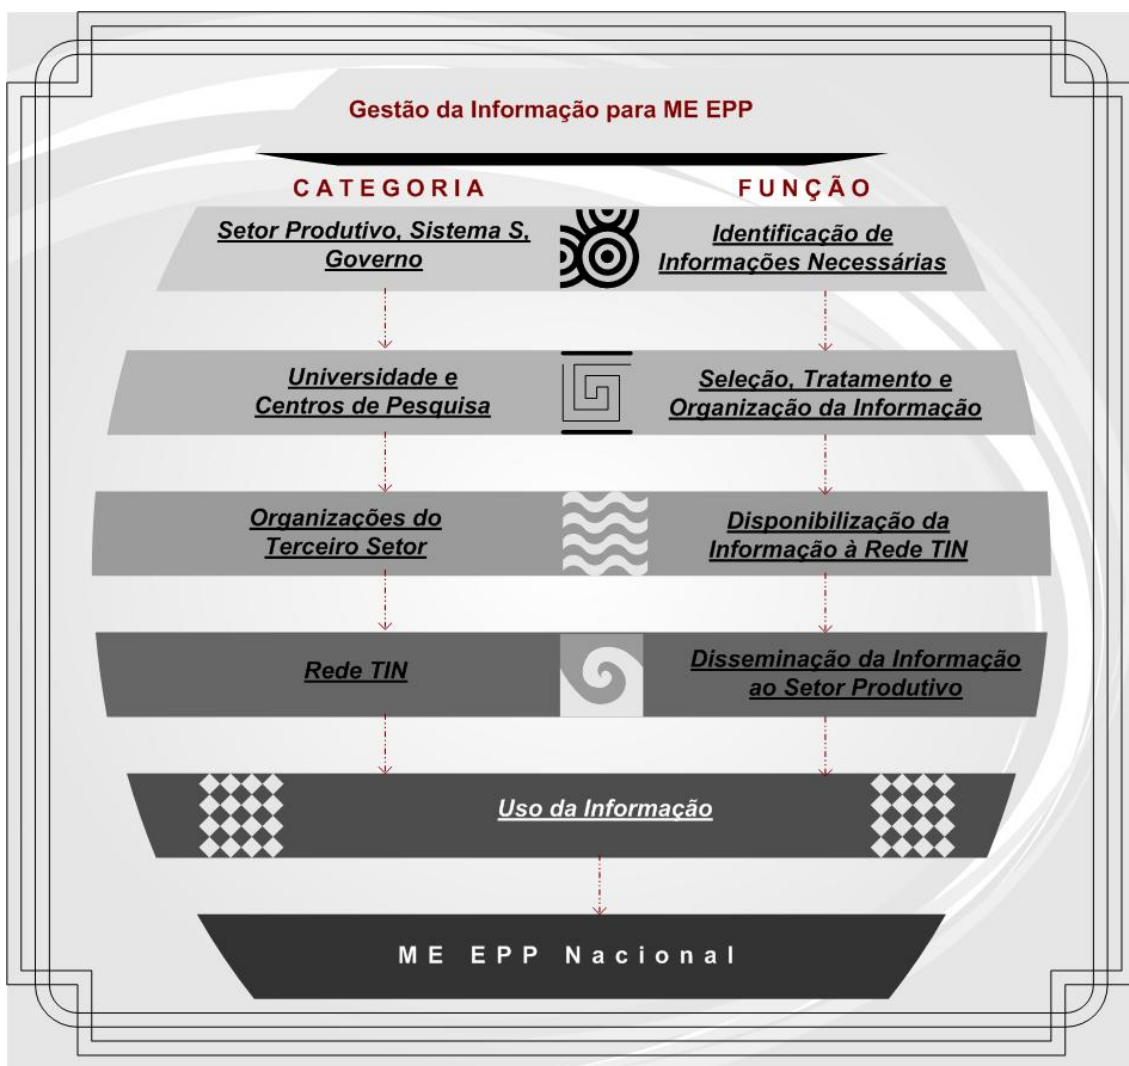 Gestão da Informação para ME EPP
CATEGORIA
FUNÇÃO
Setor Produtivo, Sistema S,
Governo
Identificação de
Informações Necessárias
Universidade e
Centros de Pesquisa
Seleção, Tratamento e
Organização da Informação
Organizações do
Terceiro Setor
Disponibilização da
Informação à Rede TIN
Rede TIN
Disseminação da Informação
ao Setor Produtivo
Uso da Informação
ME EPP Nacional